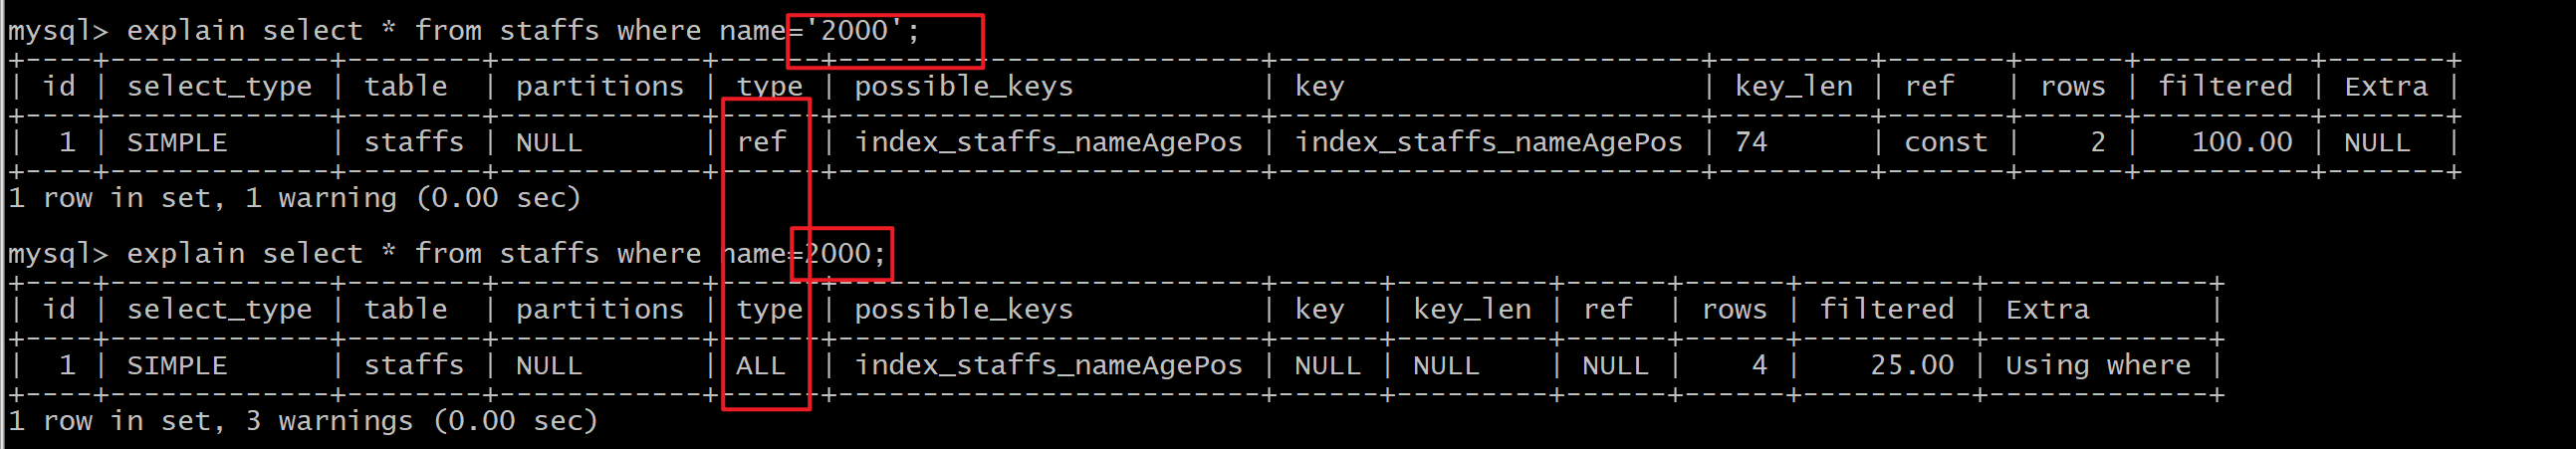 mysql> explain select * from staffs where name='2000';
+----+-------------+--------+------------+------+-------------------------+-------------------------+---------+-------+------+----------+-------+
| id | select_type | table  | partitions | type | possible_keys           | key                     | key_len | ref   | rows | filtered | Extra |
+----+-------------+--------+------------+------+-------------------------+-------------------------+---------+-------+------+----------+-------+
|  1 | SIMPLE      | staffs | NULL       | ref  | index_staffs_nameAgePos | index_staffs_nameAgePos | 74      | const |    2 |   100.00 | NULL  |
+----+-------------+--------+------------+------+-------------------------+-------------------------+---------+-------+------+----------+-------+
1 row in set, 1 warning (0.00 sec)
mysql> explain select * from staffs where name=2000;
+----+-------------+--------+------------+------+-------------------------+------+---------+------+------+----------+-------------+
| id | select_type | table  | partitions | type | possible_keys           | key  | key_len | ref  | rows | filtered | Extra       |
+----+-------------+--------+------------+------+-------------------------+------+---------+------+------+----------+-------------+
|  1 | SIMPLE      | staffs | NULL       | ALL  | index_staffs_nameAgePos | NULL | NULL    | NULL |    4 |    25.00 | Using where |
+----+-------------+--------+------------+------+-------------------------+------+---------+------+------+----------+-------------+
1 row in set, 3 warnings (0.00 sec)